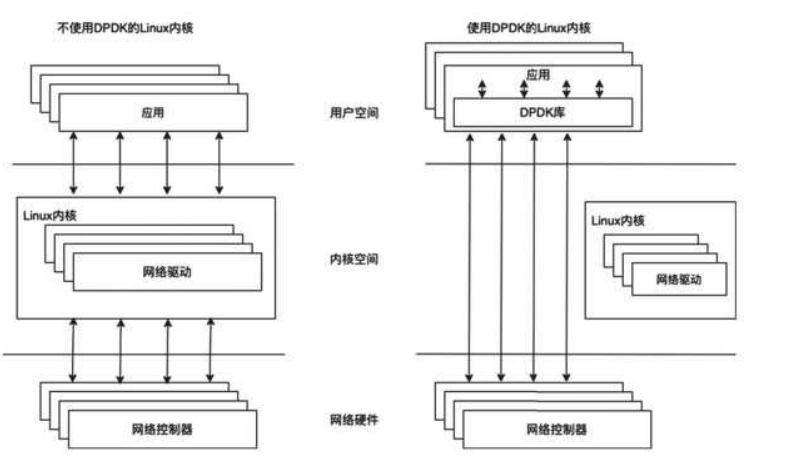 不使用DPDK的Linux内核
使用DPDK的Linux内核
应用
用户空间
应用
DPDK库
Linux内核
网络驱动
内核空间
Linux内核
网络驱动
网络控制器
网络硬件
网络控制器